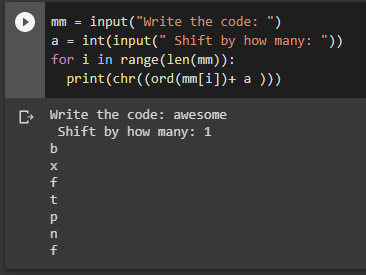 mm = input("Write the code: ")
a = int(input(" Shift by how many: "))
for i in range(len(mm)):
  print(chr((ord(mm[i])+ a )))
Write the code: awesome
 Shift by how many: 1
b
x
f
t
p
n
f